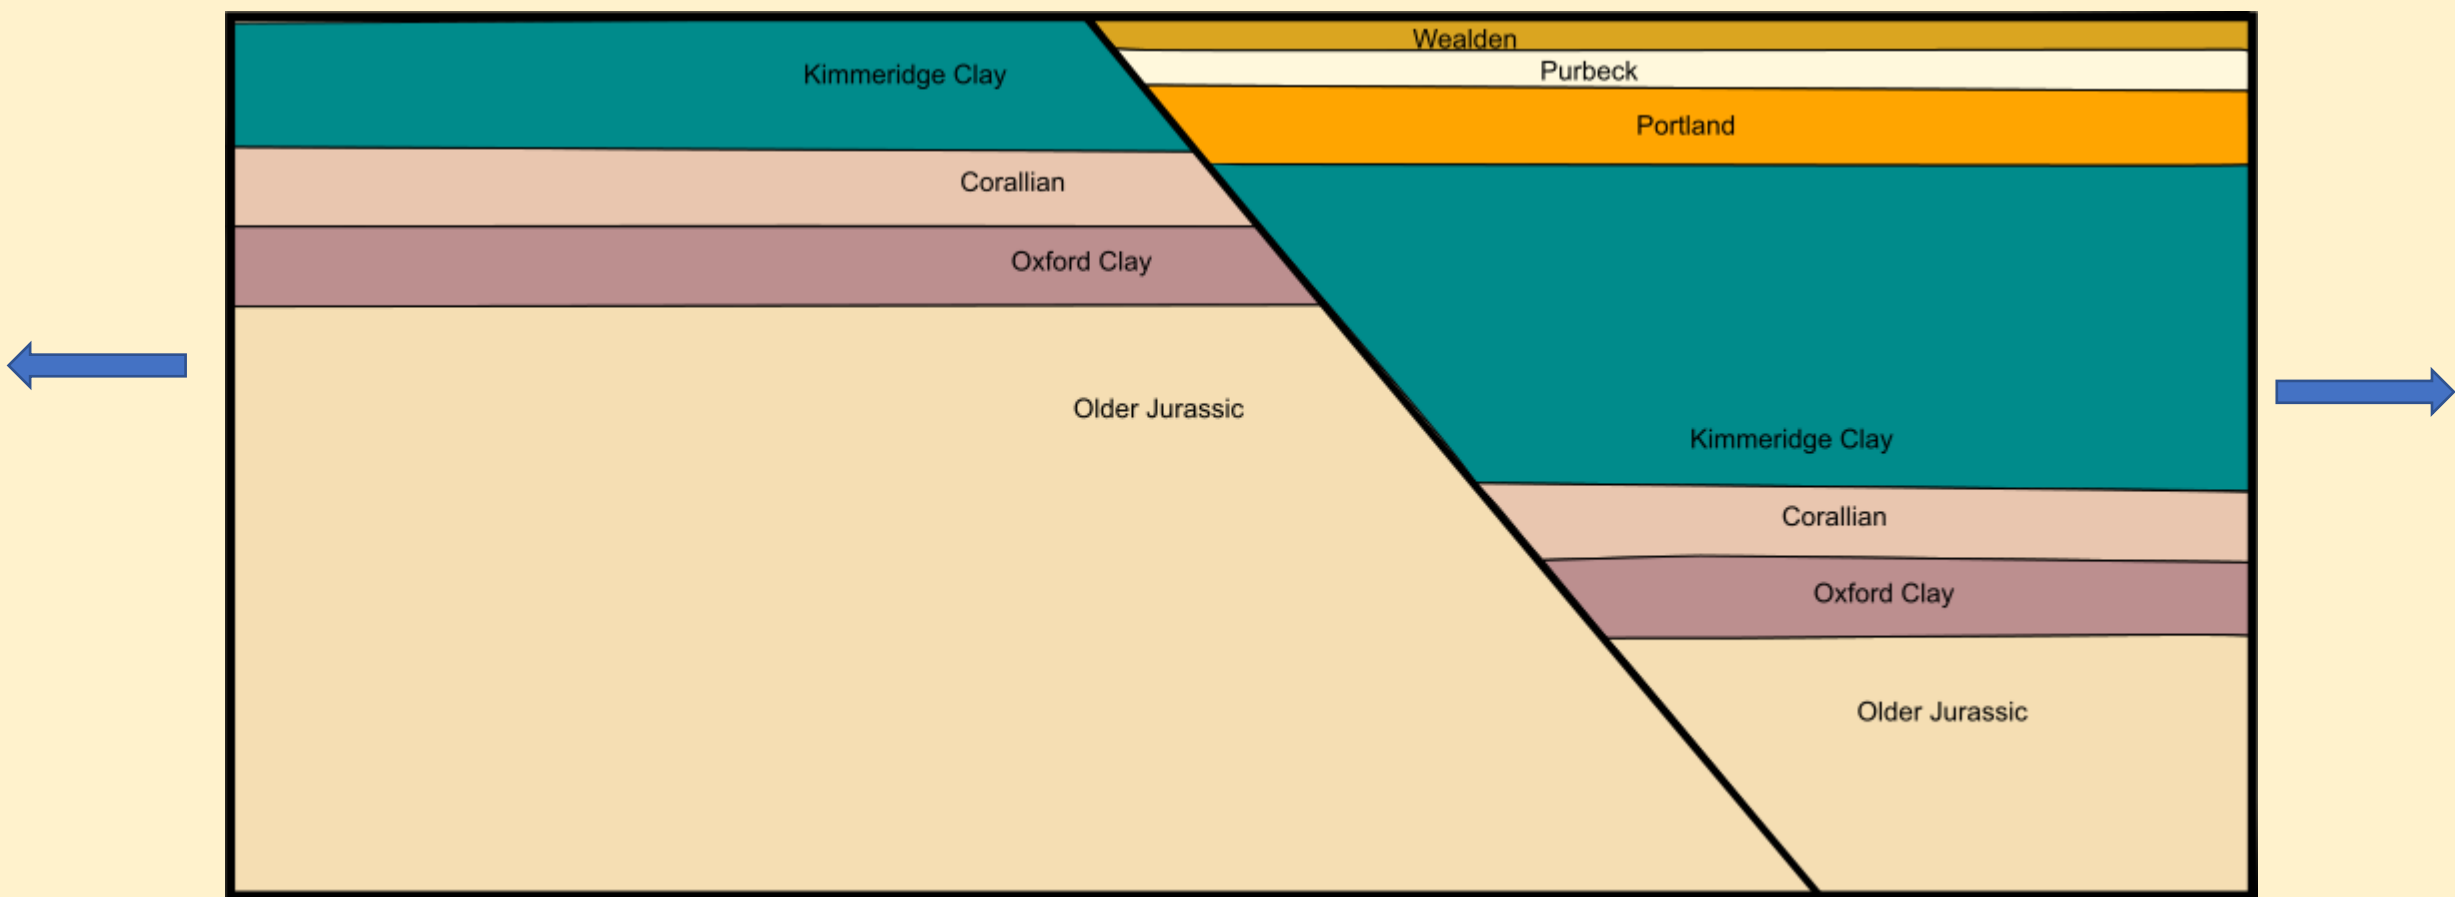 Wealden
Purbeck
Kimmeridge Clay
Portland
Corallian
Oxford Clay
Older Jurassic
Kimmeridge Clay
Corallian
Oxford Clay
Older Jurassic